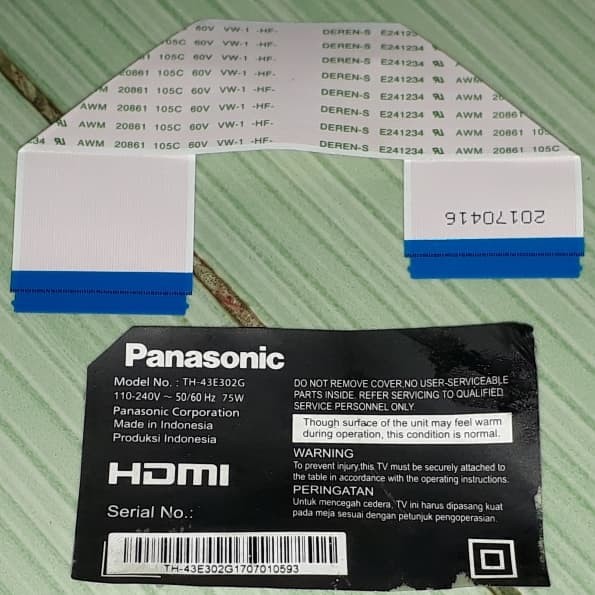 60V VW-1 -HF- DEREN-S E24123
105C 60V VW-1 -HF- DEREN-S E241234
20861 105C 60V VW-1 -HF- DEREN-S E241234 AWM
AWM 20861 105C 60V VW-1 -HF- DEREN-S E241234 AWM
AWM 20861 105C 60V VW-1 -HF- DEREN-S E241234 AWM 20861
AWM 20861 105C 60V VW-1 -HF- DEREN-S E241234 AWM 20861
AWM 20861 105C 60V VW-1 -HF- DEREN-S E241234 AWM 20861 105C
20170416
Panasonic
Model No. : TH-43E302G
110-240V ~ 50/60 Hz 75W
Panasonic Corporation
Made in Indonesia
Produksi Indonesia
HDMI
Serial No.:
TH-43E302G1707010593
DO NOT REMOVE COVER,NO USER-SERVICEABLE
PARTS INSIDE. REFER SERVICING TO QUALIFIED
SERVICE PERSONNEL ONLY.
Though surface of the unit may feel warm
during operation, this condition is normal.
WARNING
To prevent injury,this TV must be securely attached to
the table in accordance with the operating instructions.
PERINGATAN
Untuk mencegah cedera, TV ini harus dipasang kuat
pada meja sesuai dengan petunjuk pengoperasian.